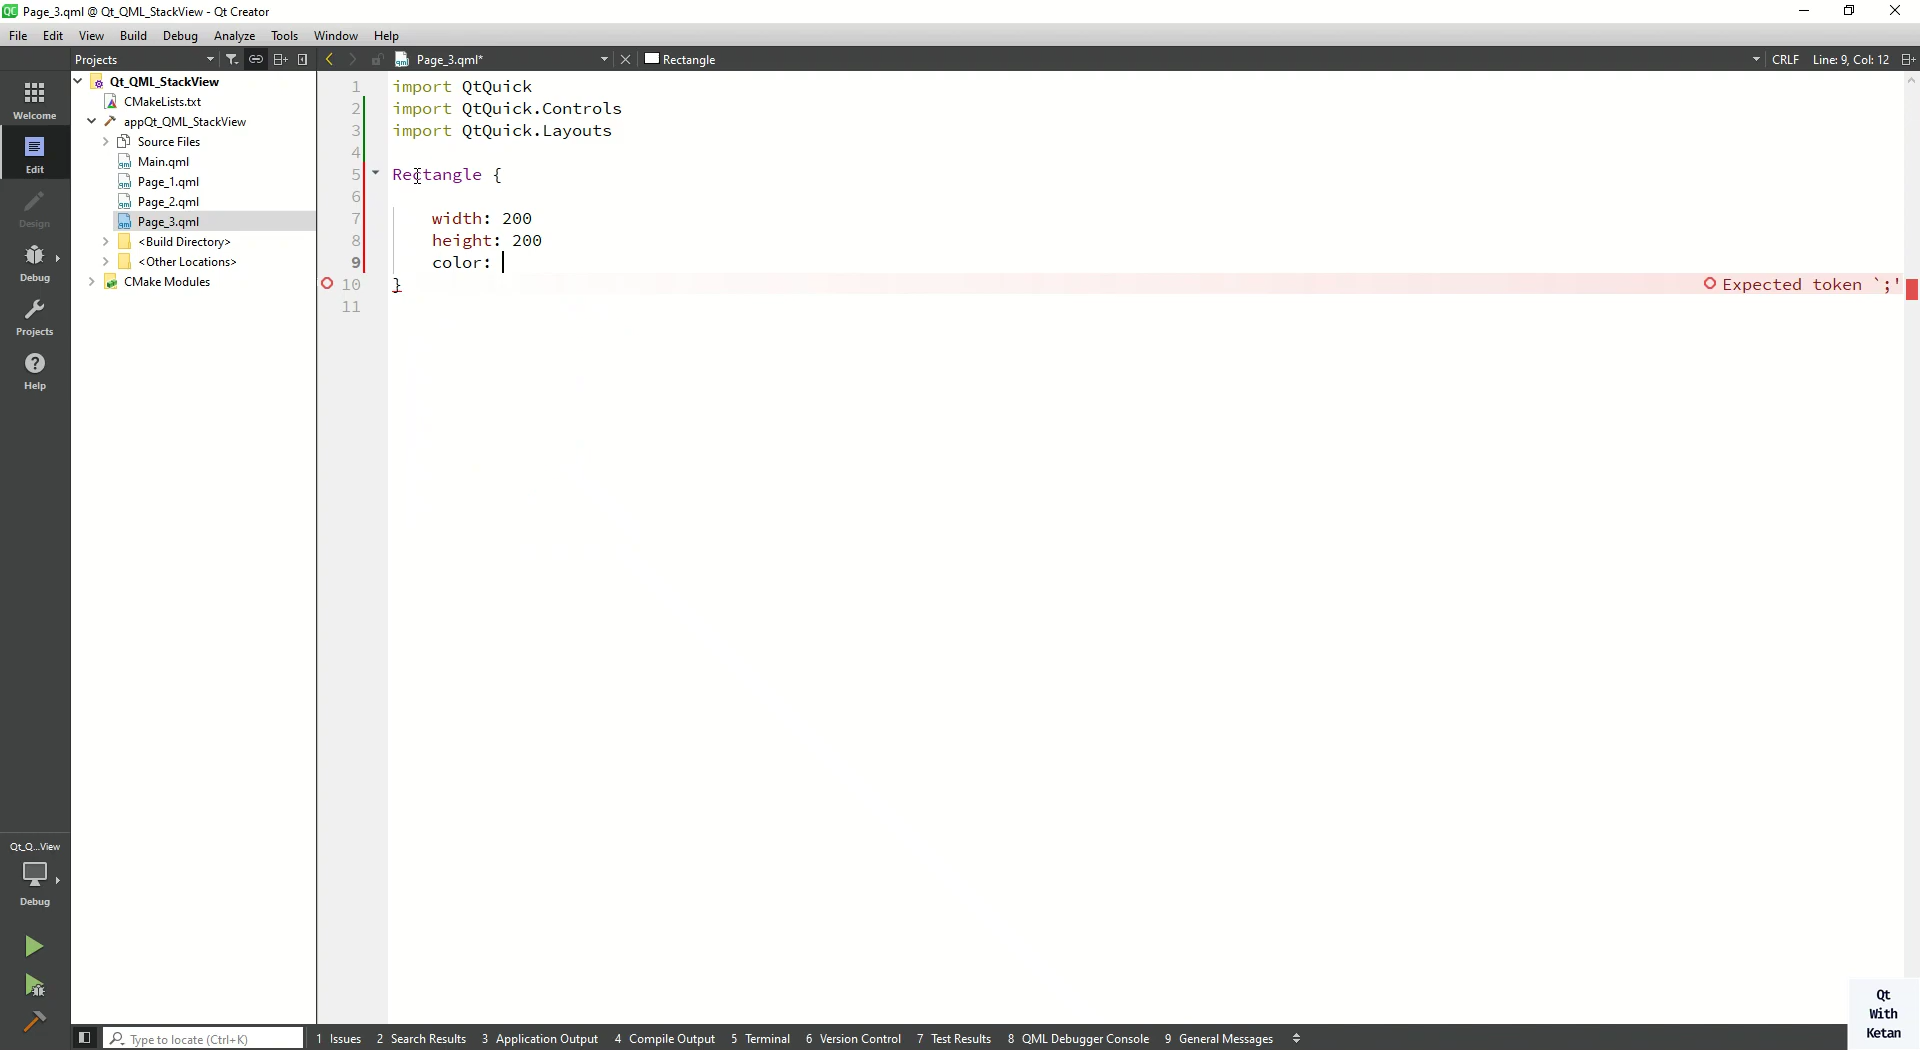 Page_3.qml @ Qt_QML_StackView - Qt Creator
File Edit View Build Debug Analyze Tools Window Help
Projects Page_3.qml* Rectangle CRLF Line: 9, Col: 12
Welcome
Edit
Design
Debug
Projects
Help
Qt_Q...View
Debug
Qt_QML_StackView
CMakeLists.txt
appQt_QML_StackView
Source Files
Main.qml
Page_1.qml
Page_2.qml
Page_3.qml
<Build Directory>
<Other Locations>
CMake Modules
1 import QtQuick
2 import QtQuick.Controls
3 import QtQuick.Layouts
4
5 Rectangle {
6
7 width: 200
8 height: 200
9 color:
10 } Expected token `;'
11
Type to locate (Ctrl+K) 1 Issues 2 Search Results 3 Application Output 4 Compile Output 5 Terminal 6 Version Control 7 Test Results 8 QML Debugger Console 9 General Messages
Qt
With
Ketan